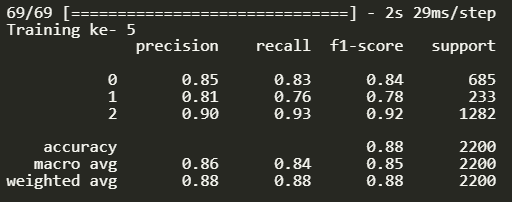 69/69 [==============================] - 2s 29ms/step
Training ke- 5
precision recall f1-score support
0 0.85 0.83 0.84 685
1 0.81 0.76 0.78 233
2 0.90 0.93 0.92 1282
accuracy 0.88 2200
macro avg 0.86 0.84 0.85 2200
weighted avg 0.88 0.88 0.88 2200